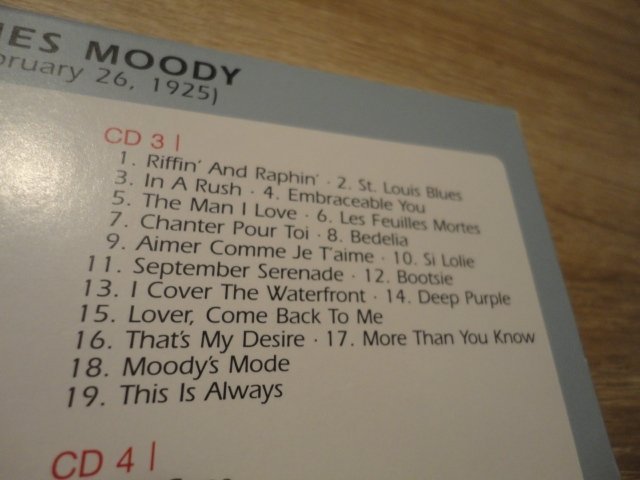 MOODY
26, 1925)
CD 3 |
1. Riffin' And Raphin' · 2. St. Louis Blues
3. In A Rush · 4. Embraceable You
5. The Man I Love · 6. Les Feuilles Mortes
7. Chanter Pour Toi · 8. Bedelia
9. Aimer Comme Je T'aime · 10. Si Lolie
11. September Serenade · 12. Bootsie
13. I Cover The Waterfront · 14. Deep Purple
15. Lover, Come Back To Me
16. That's My Desire · 17. More Than You Know
18. Moody's Mode
19. This Is Always
CD 4 |